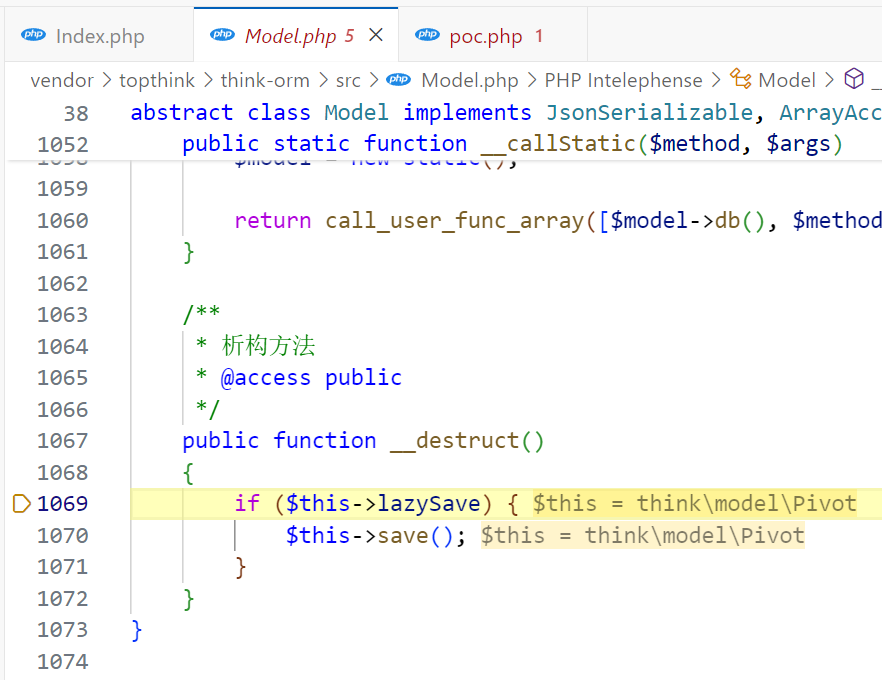 php Index.php php Model.php 5 × php poc.php 1
vendor > topthink > think-orm > src > php Model.php > PHP Intelephense > Model > _
38 abstract class Model implements JsonSerializable, ArrayAcc
1052 public static function __callStatic($method, $args)
1058 $model = new static();
1059
1060 return call_user_func_array([$model->db(), $method
1061 }
1062
1063 /**
1064 * 析构方法
1065 * @access public
1066 */
1067 public function __destruct()
1068 {
1069 if ($this->lazySave) { $this = think\model\Pivot
1070 $this->save(); $this = think\model\Pivot
1071 }
1072 }
1073 }
1074